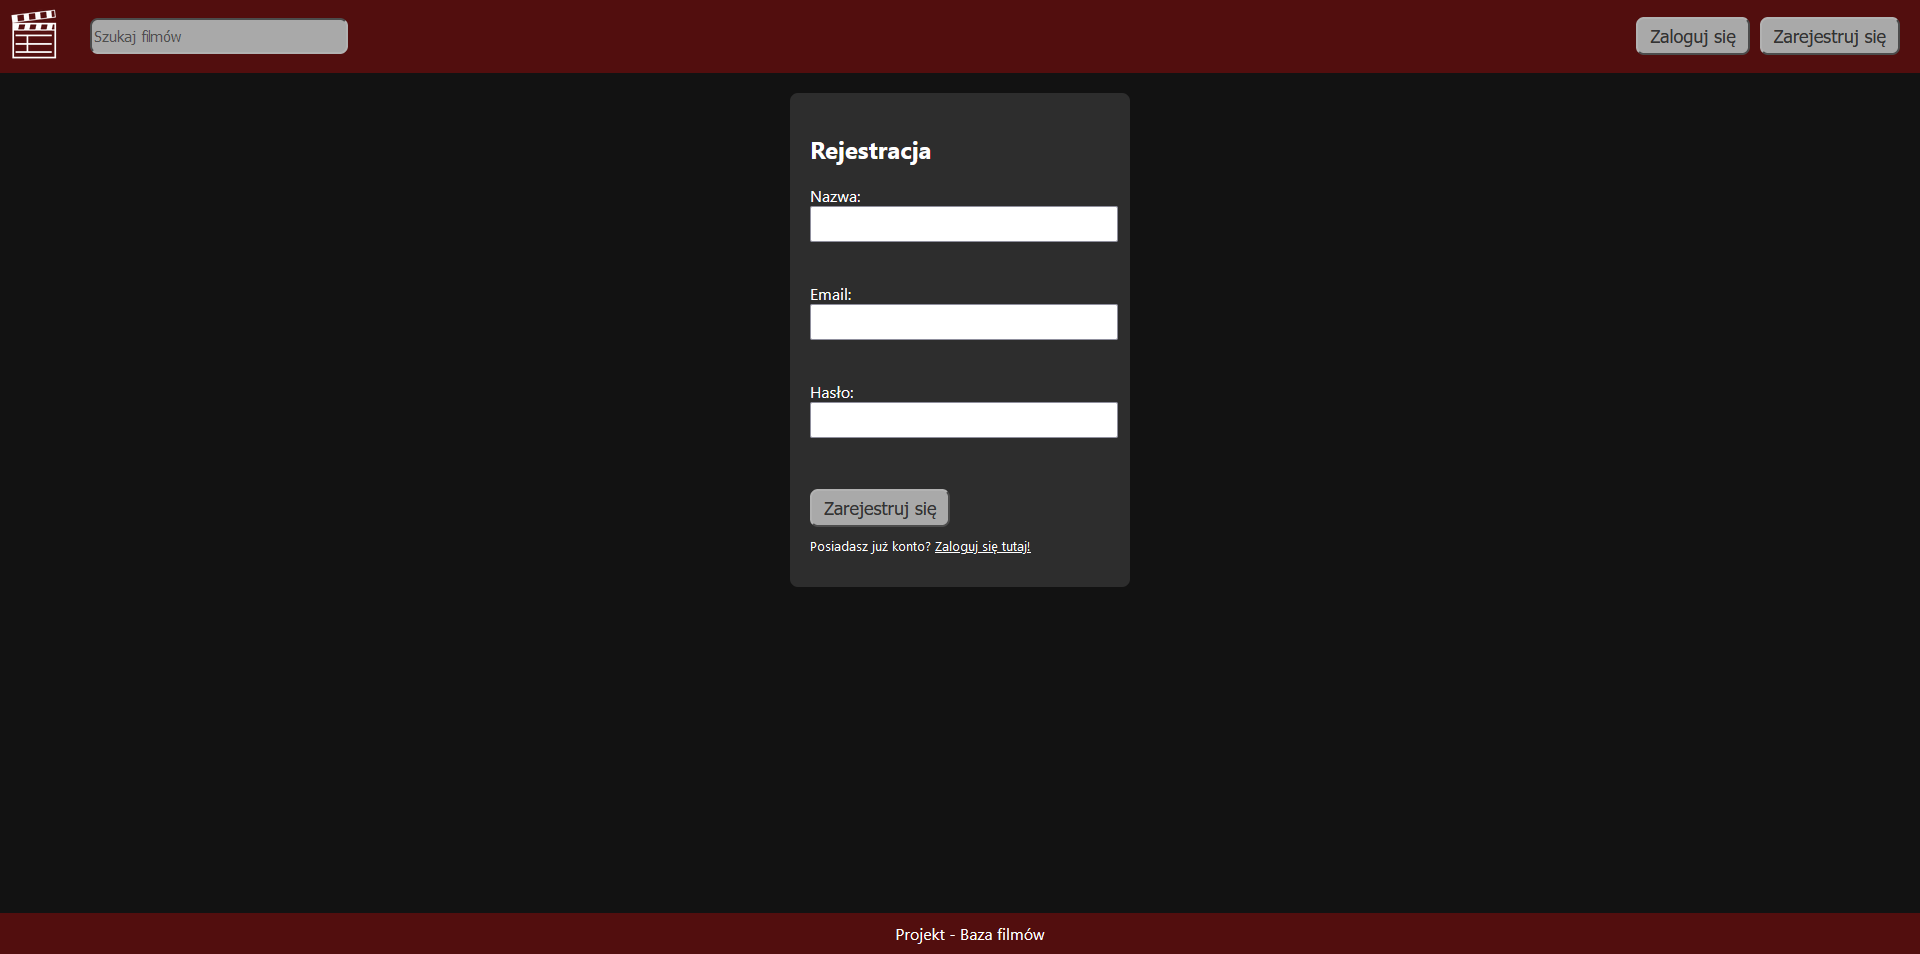 Szukaj filmów
Zaloguj się
Zarejestruj się
Rejestracja
Nazwa:
Email:
Hasło:
Zarejestruj się
Posiadasz już konto? Zaloguj się tutaj!
Projekt - Baza filmów